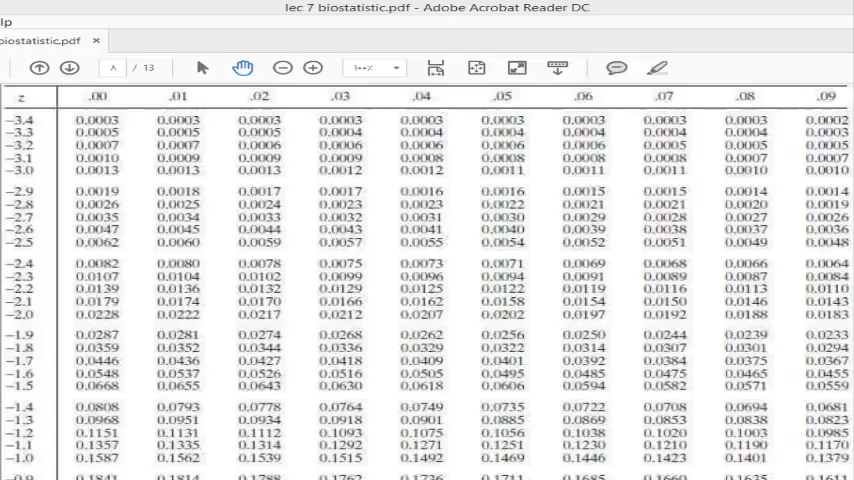 lec 7 biostatistic.pdf - Adobe Acrobat Reader DC
lp
biostatistic.pdf ×
٨ / 13 ١٠٠٪
z .00 .01 .02 .03 .04 .05 .06 .07 .08 .09
−3.4 0.0003 0.0003 0.0003 0.0003 0.0003 0.0003 0.0003 0.0003 0.0003 0.0002
−3.3 0.0005 0.0005 0.0005 0.0004 0.0004 0.0004 0.0004 0.0004 0.0004 0.0003
−3.2 0.0007 0.0007 0.0006 0.0006 0.0006 0.0006 0.0006 0.0005 0.0005 0.0005
−3.1 0.0010 0.0009 0.0009 0.0009 0.0008 0.0008 0.0008 0.0008 0.0007 0.0007
−3.0 0.0013 0.0013 0.0013 0.0012 0.0012 0.0011 0.0011 0.0011 0.0010 0.0010
−2.9 0.0019 0.0018 0.0017 0.0017 0.0016 0.0016 0.0015 0.0015 0.0014 0.0014
−2.8 0.0026 0.0025 0.0024 0.0023 0.0023 0.0022 0.0021 0.0021 0.0020 0.0019
−2.7 0.0035 0.0034 0.0033 0.0032 0.0031 0.0030 0.0029 0.0028 0.0027 0.0026
−2.6 0.0047 0.0045 0.0044 0.0043 0.0041 0.0040 0.0039 0.0038 0.0037 0.0036
−2.5 0.0062 0.0060 0.0059 0.0057 0.0055 0.0054 0.0052 0.0051 0.0049 0.0048
−2.4 0.0082 0.0080 0.0078 0.0075 0.0073 0.0071 0.0069 0.0068 0.0066 0.0064
−2.3 0.0107 0.0104 0.0102 0.0099 0.0096 0.0094 0.0091 0.0089 0.0087 0.0084
−2.2 0.0139 0.0136 0.0132 0.0129 0.0125 0.0122 0.0119 0.0116 0.0113 0.0110
−2.1 0.0179 0.0174 0.0170 0.0166 0.0162 0.0158 0.0154 0.0150 0.0146 0.0143
−2.0 0.0228 0.0222 0.0217 0.0212 0.0207 0.0202 0.0197 0.0192 0.0188 0.0183
−1.9 0.0287 0.0281 0.0274 0.0268 0.0262 0.0256 0.0250 0.0244 0.0239 0.0233
−1.8 0.0359 0.0352 0.0344 0.0336 0.0329 0.0322 0.0314 0.0307 0.0301 0.0294
−1.7 0.0446 0.0436 0.0427 0.0418 0.0409 0.0401 0.0392 0.0384 0.0375 0.0367
−1.6 0.0548 0.0537 0.0526 0.0516 0.0505 0.0495 0.0485 0.0475 0.0465 0.0455
−1.5 0.0668 0.0655 0.0643 0.0630 0.0618 0.0606 0.0594 0.0582 0.0571 0.0559
−1.4 0.0808 0.0793 0.0778 0.0764 0.0749 0.0735 0.0722 0.0708 0.0694 0.0681
−1.3 0.0968 0.0951 0.0934 0.0918 0.0901 0.0885 0.0869 0.0853 0.0838 0.0823
−1.2 0.1151 0.1131 0.1112 0.1093 0.1075 0.1056 0.1038 0.1020 0.1003 0.0985
−1.1 0.1357 0.1335 0.1314 0.1292 0.1271 0.1251 0.1230 0.1210 0.1190 0.1170
−1.0 0.1587 0.1562 0.1539 0.1515 0.1492 0.1469 0.1446 0.1423 0.1401 0.1379
−0.9 0.1841 0.1814 0.1788 0.1762 0.1736 0.1711 0.1685 0.1660 0.1635 0.1611